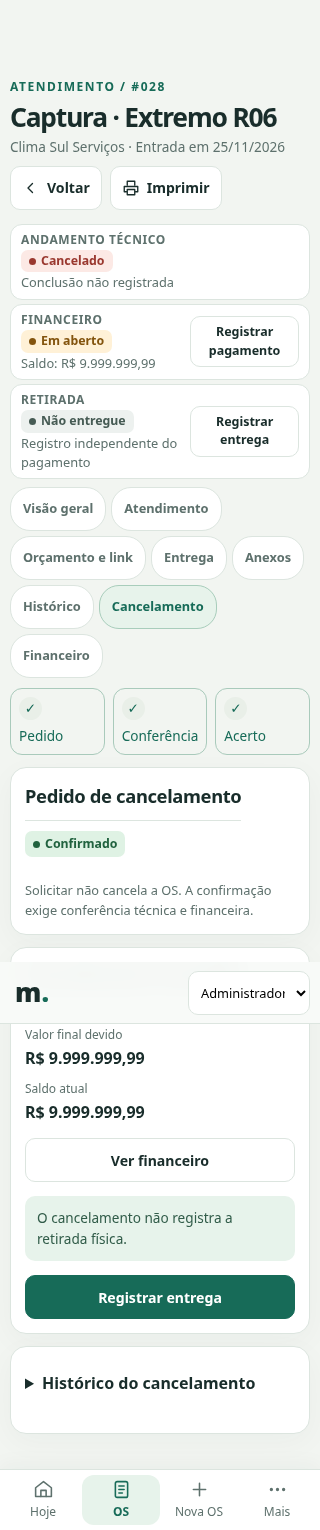 ATENDIMENTO / #028
Captura · Extremo R06
Clima Sul Serviços · Entrada em 25/11/2026
Voltar
Imprimir
ANDAMENTO TÉCNICO
Cancelado
Conclusão não registrada
FINANCEIRO
Em aberto
Saldo: R$ 9.999.999,99
Registrar
pagamento
RETIRADA
Não entregue
Registro independente do
pagamento
Registrar
entrega
Visão geral
Atendimento
Orçamento e link
Entrega
Anexos
Histórico
Cancelamento
Financeiro
✓
Pedido
✓
Conferência
✓
Acerto
Pedido de cancelamento
Confirmado
Solicitar não cancela a OS. A confirmação
exige conferência técnica e financeira.
m.
Administrador
Valor final devido
R$ 9.999.999,99
Saldo atual
R$ 9.999.999,99
Ver financeiro
O cancelamento não registra a
retirada física.
Registrar entrega
Histórico do cancelamento
Hoje
OS
Nova OS
Mais